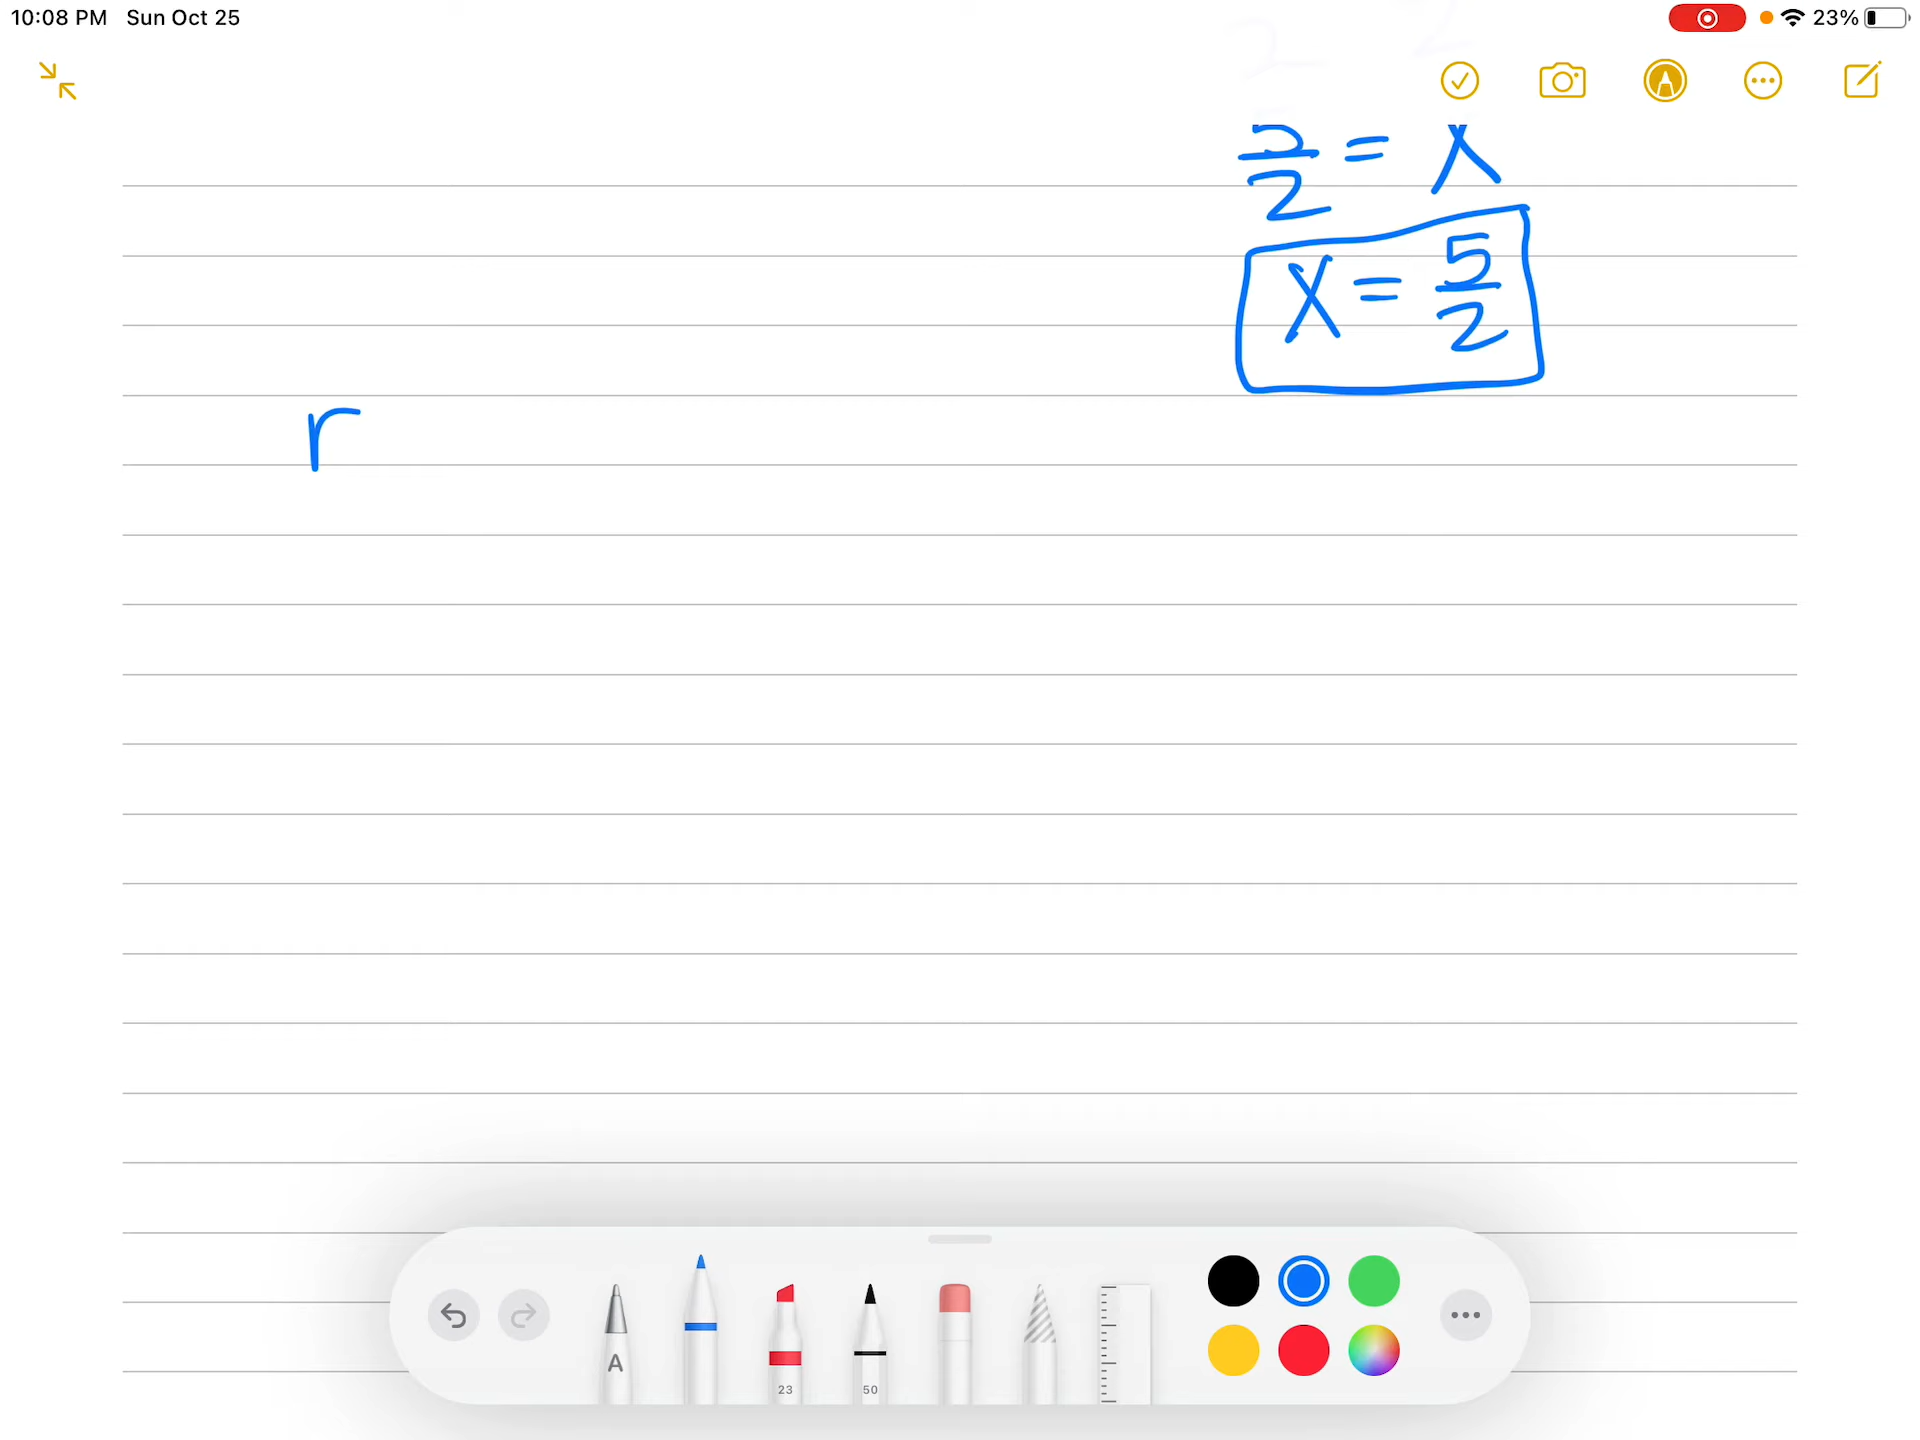 10:08 PM Sun Oct 25
23%
5/2 = X
X = 5/2
r
A
23
50